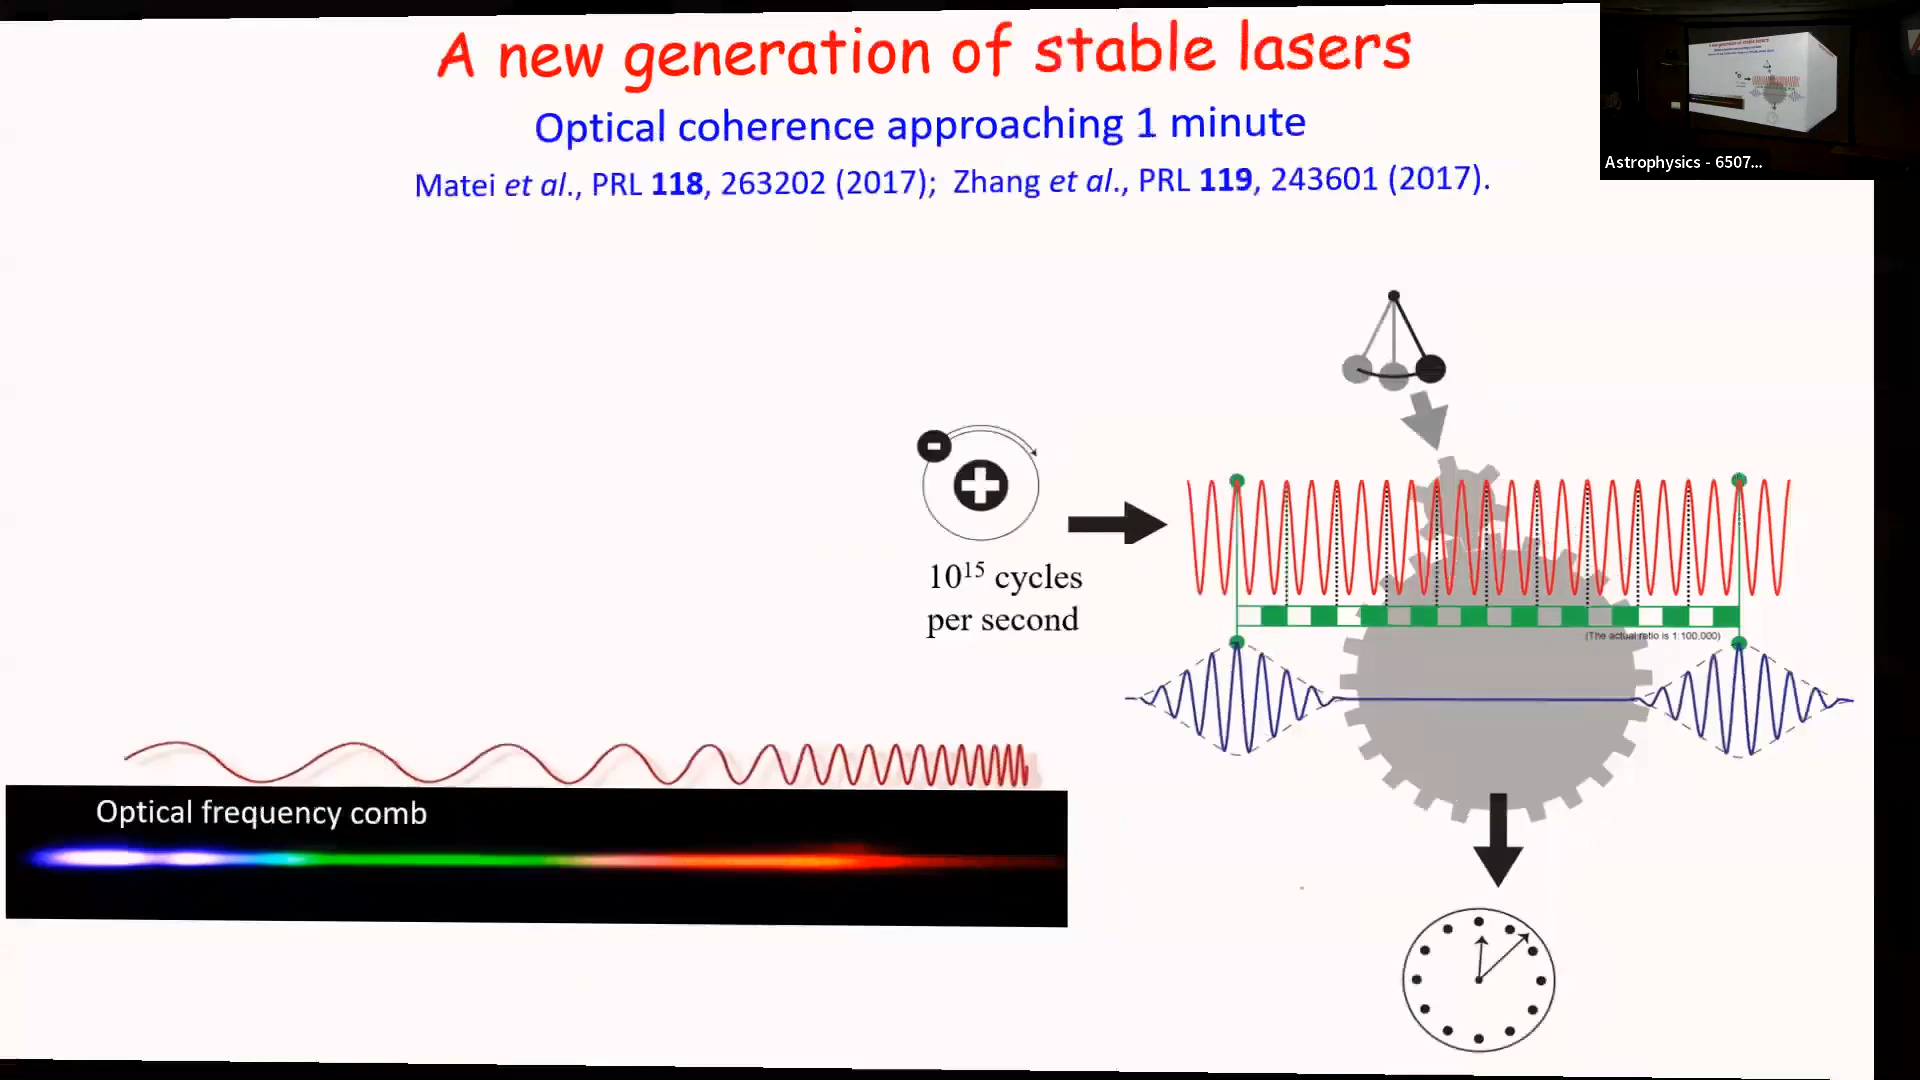 A new generation of stable lasers
Optical coherence approaching 1 minute
Matei et al., PRL 118, 263202 (2017); Zhang et al., PRL 119, 243601 (2017).
Astrophysics - 6507...
10¹⁵ cycles
per second
(The actual ratio is 1:100,000)
Optical frequency comb